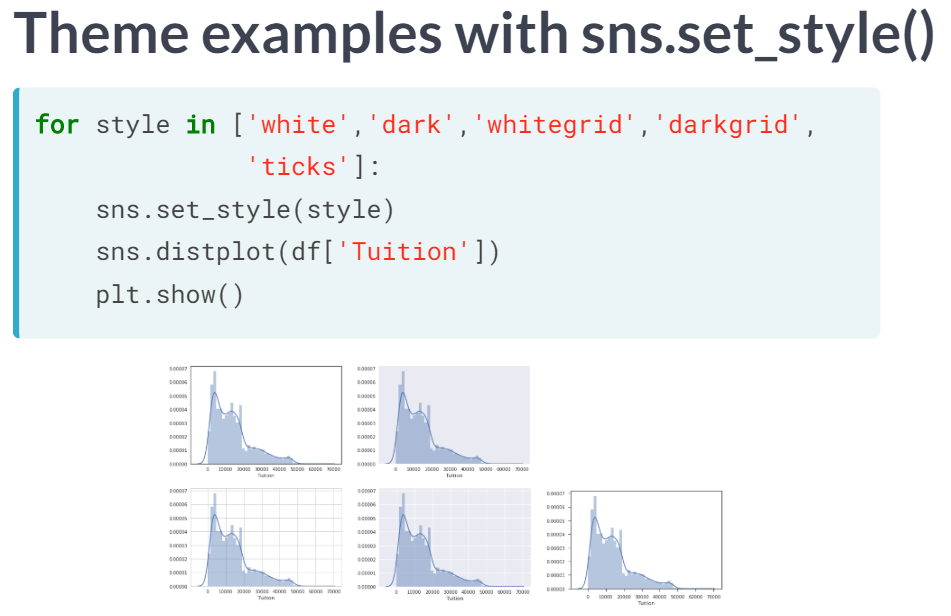 Theme examples with sns.set_style()
for style in ['white','dark','whitegrid','darkgrid',
'ticks']:
sns.set_style(style)
sns.distplot(df['Tuition'])
plt.show()
0.00007
0.00006
0.00005
0.00004
0.00003
0.00002
0.00001
0.00000
0 10000 20000 30000 40000 50000 60000 70000
Tuition
0.00007
0.00006
0.00005
0.00004
0.00003
0.00002
0.00001
0.00000
0 10000 20000 30000 40000 50000 60000 70000
Tuition
0.00007
0.00006
0.00005
0.00004
0.00003
0.00002
0.00001
0.00000
0 10000 20000 30000 40000 50000 60000 70000
Tuition
0.00007
0.00006
0.00005
0.00004
0.00003
0.00002
0.00001
0.00000
0 10000 20000 30000 40000 50000 60000 70000
Tuition
0.00007
0.00006
0.00005
0.00004
0.00003
0.00002
0.00001
0.00000
0 10000 20000 30000 40000 50000 60000 70000
Tuition